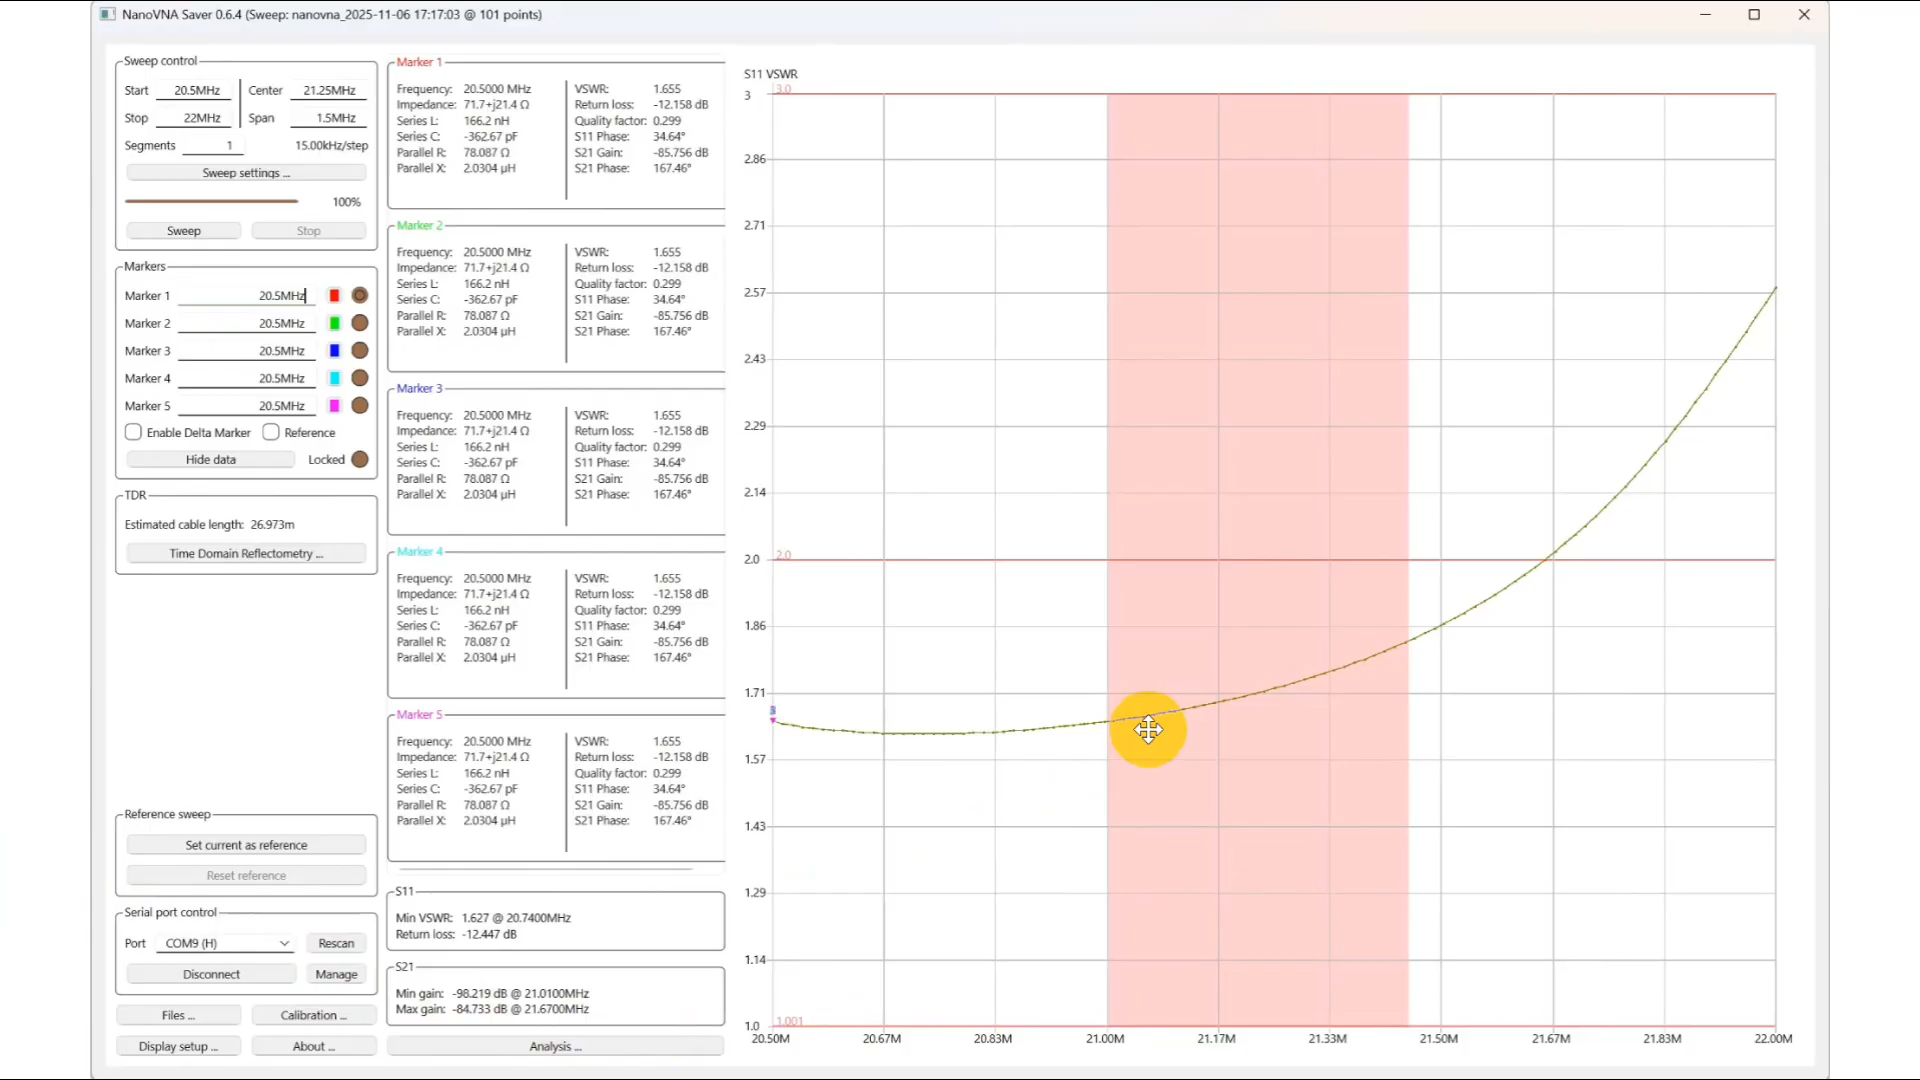 NanoVNA Saver 0.6.4 (Sweep: nanovna_2025-11-06 17:17:03 @ 101 points)
Sweep control
Start 20.5MHz Center 21.25MHz
Stop 22MHz Span 1.5MHz
Segments 1 15.00kHz/step
Sweep settings ...
100%
Sweep Stop
Markers
Marker 1 20.5MHz
Marker 2 20.5MHz
Marker 3 20.5MHz
Marker 4 20.5MHz
Marker 5 20.5MHz
Enable Delta Marker Reference
Hide data Locked
TDR
Estimated cable length: 26.973m
Time Domain Reflectometry ...
Reference sweep
Set current as reference
Reset reference
Serial port control
Port COM9 (H) Rescan
Disconnect Manage
Files ... Calibration ...
Display setup ... About ...
Marker 1
Frequency: 20.5000 MHz VSWR: 1.655
Impedance: 71.7+j21.4 Ω Return loss: -12.158 dB
Series L: 166.2 nH Quality factor: 0.299
Series C: -362.67 pF S11 Phase: 34.64°
Parallel R: 78.087 Ω S21 Gain: -85.756 dB
Parallel X: 2.0304 μH S21 Phase: 167.46°
Marker 2
Frequency: 20.5000 MHz VSWR: 1.655
Impedance: 71.7+j21.4 Ω Return loss: -12.158 dB
Series L: 166.2 nH Quality factor: 0.299
Series C: -362.67 pF S11 Phase: 34.64°
Parallel R: 78.087 Ω S21 Gain: -85.756 dB
Parallel X: 2.0304 μH S21 Phase: 167.46°
Marker 3
Frequency: 20.5000 MHz VSWR: 1.655
Impedance: 71.7+j21.4 Ω Return loss: -12.158 dB
Series L: 166.2 nH Quality factor: 0.299
Series C: -362.67 pF S11 Phase: 34.64°
Parallel R: 78.087 Ω S21 Gain: -85.756 dB
Parallel X: 2.0304 μH S21 Phase: 167.46°
Marker 4
Frequency: 20.5000 MHz VSWR: 1.655
Impedance: 71.7+j21.4 Ω Return loss: -12.158 dB
Series L: 166.2 nH Quality factor: 0.299
Series C: -362.67 pF S11 Phase: 34.64°
Parallel R: 78.087 Ω S21 Gain: -85.756 dB
Parallel X: 2.0304 μH S21 Phase: 167.46°
Marker 5
Frequency: 20.5000 MHz VSWR: 1.655
Impedance: 71.7+j21.4 Ω Return loss: -12.158 dB
Series L: 166.2 nH Quality factor: 0.299
Series C: -362.67 pF S11 Phase: 34.64°
Parallel R: 78.087 Ω S21 Gain: -85.756 dB
Parallel X: 2.0304 μH S21 Phase: 167.46°
S11
Min VSWR: 1.627 @ 20.7400MHz
Return loss: -12.447 dB
S21
Min gain: -98.219 dB @ 21.0100MHz
Max gain: -84.733 dB @ 21.6700MHz
Analysis ...
S11 VSWR
3 3.0
2.86
2.71
2.57
2.43
2.29
2.14
2.0 2.0
1.86
1.71
1.57
1.43
1.29
1.14
1.0 1.001
20.50M 20.67M 20.83M 21.00M 21.17M 21.33M 21.50M 21.67M 21.83M 22.00M